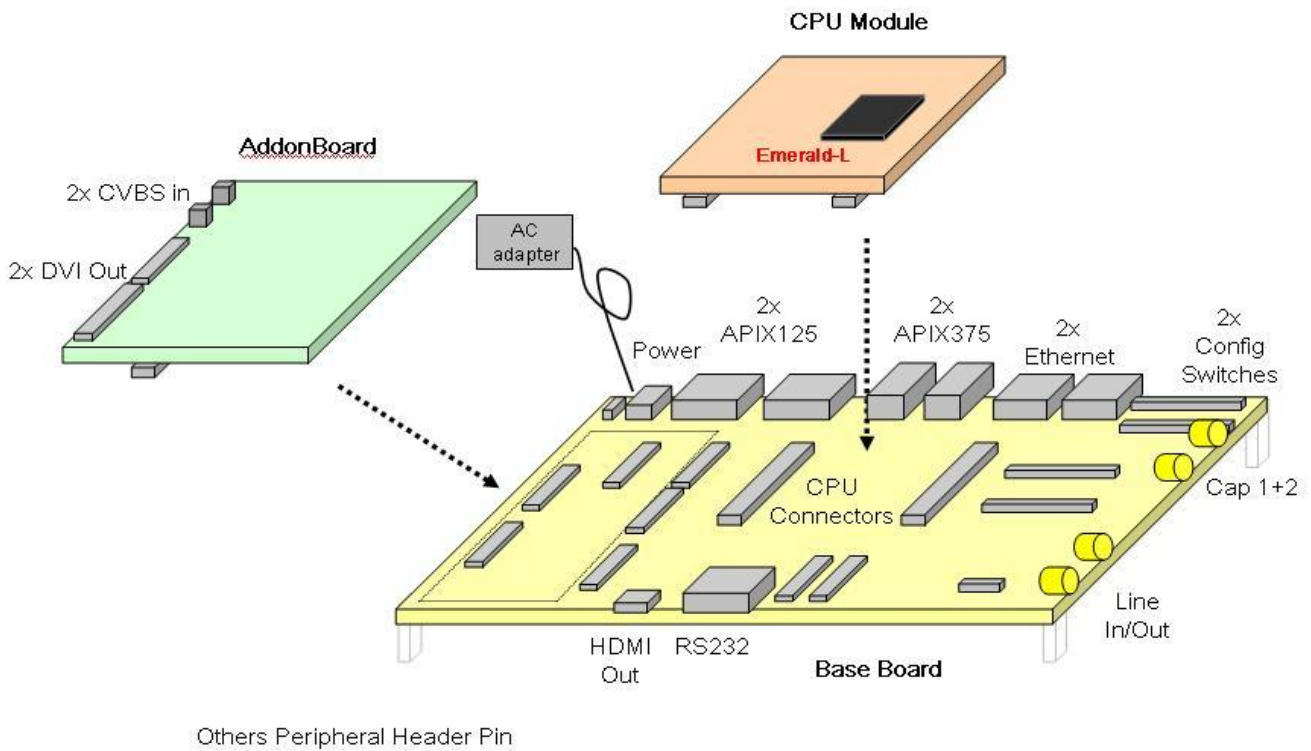 CPU Module
Emerald-L
AddonBoard
2x CVBS in
2x DVI Out
AC
adapter
Power
2x
APIX125
2x
APIX375
2x
Ethernet
2x
Config
Switches
CPU
Connectors
Cap 1+2
Line
In/Out
HDMI
Out
RS232
Base Board
Others Peripheral Header Pin